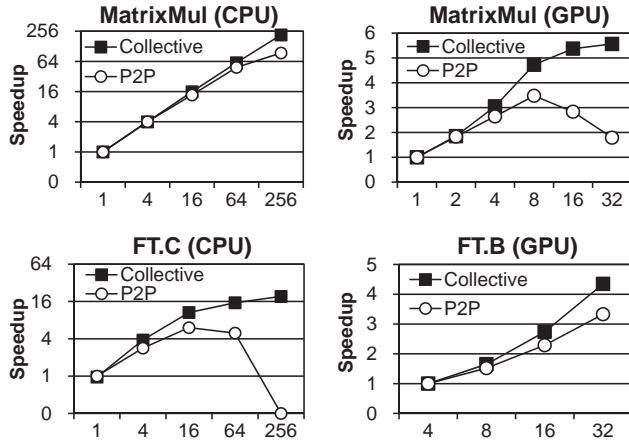 MatrixMul (CPU)
256
64
16
4
1
0
Speedup
Collective
P2P
1 4 16 64 256
MatrixMul (GPU)
6
5
4
3
2
1
0
Speedup
Collective
P2P
1 2 4 8 16 32
FT.C (CPU)
64
16
4
1
0
Speedup
Collective
P2P
1 4 16 64 256
FT.B (GPU)
5
4
3
2
1
0
Speedup
Collective
P2P
4 8 16 32